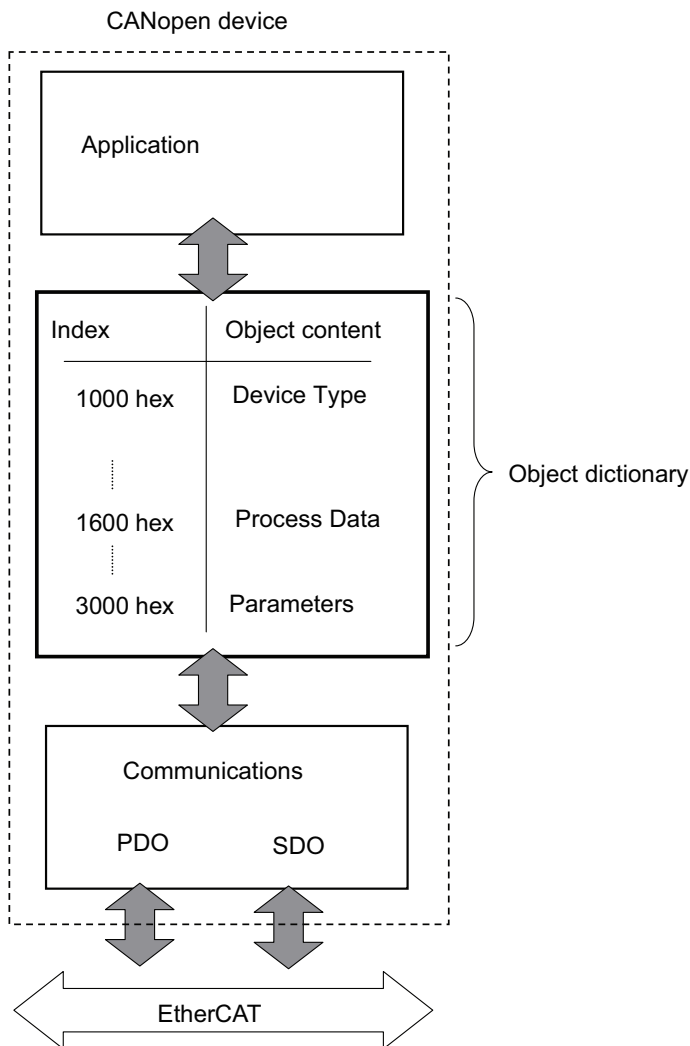 CANopen device
Application
Index Object content
1000 hex Device Type
1600 hex Process Data
3000 hex Parameters
Object dictionary
Communications
PDO SDO
EtherCAT